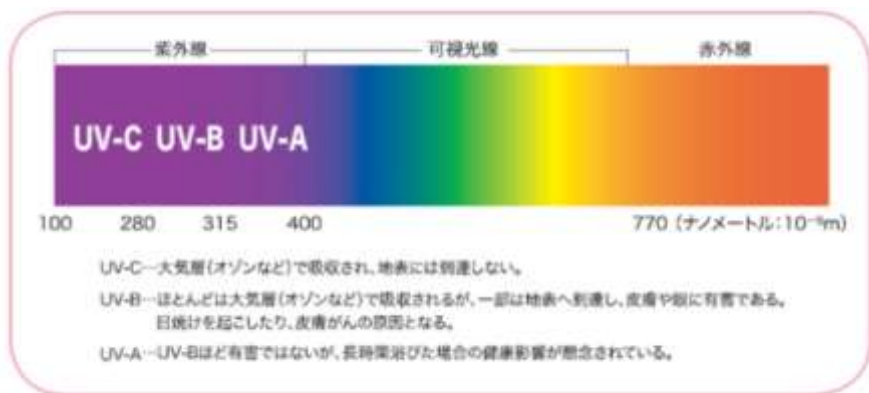 紫外線 可視光線 赤外線
UV-C UV-B UV-A
100 280 315 400 770 (ナノメートル:10⁻⁹m)
UV-C…大気層(オゾンなど)で吸収され、地表には到達しない。
UV-B…ほとんどは大気層(オゾンなど)で吸収されるが、一部は地表へ到達し、皮膚や眼に有害である。
日焼けを起こしたり、皮膚がんの原因となる。
UV-A…UV-Bほど有害ではないが、長時間浴びた場合の健康影響が懸念されている。